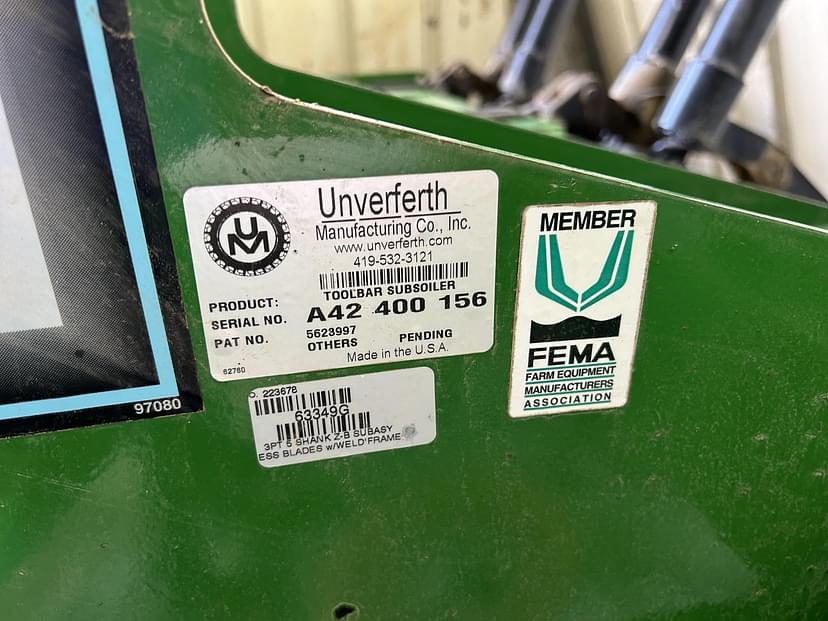 UM
Unverferth
Manufacturing Co., Inc.
www.unverferth.com
419-532-3121
PRODUCT: TOOLBAR SUBSOILER
SERIAL NO. A42 400 156
PAT NO. 5623997
OTHERS PENDING
Made in the U.S.A.
62760
MEMBER
FEMA
FARM EQUIPMENT
MANUFACTURERS
ASSOCIATION
97080
O. 223678
63349G
3PT 5 SHANK Z-B SUBASY
ESS BLADES w/WELD'FRAME